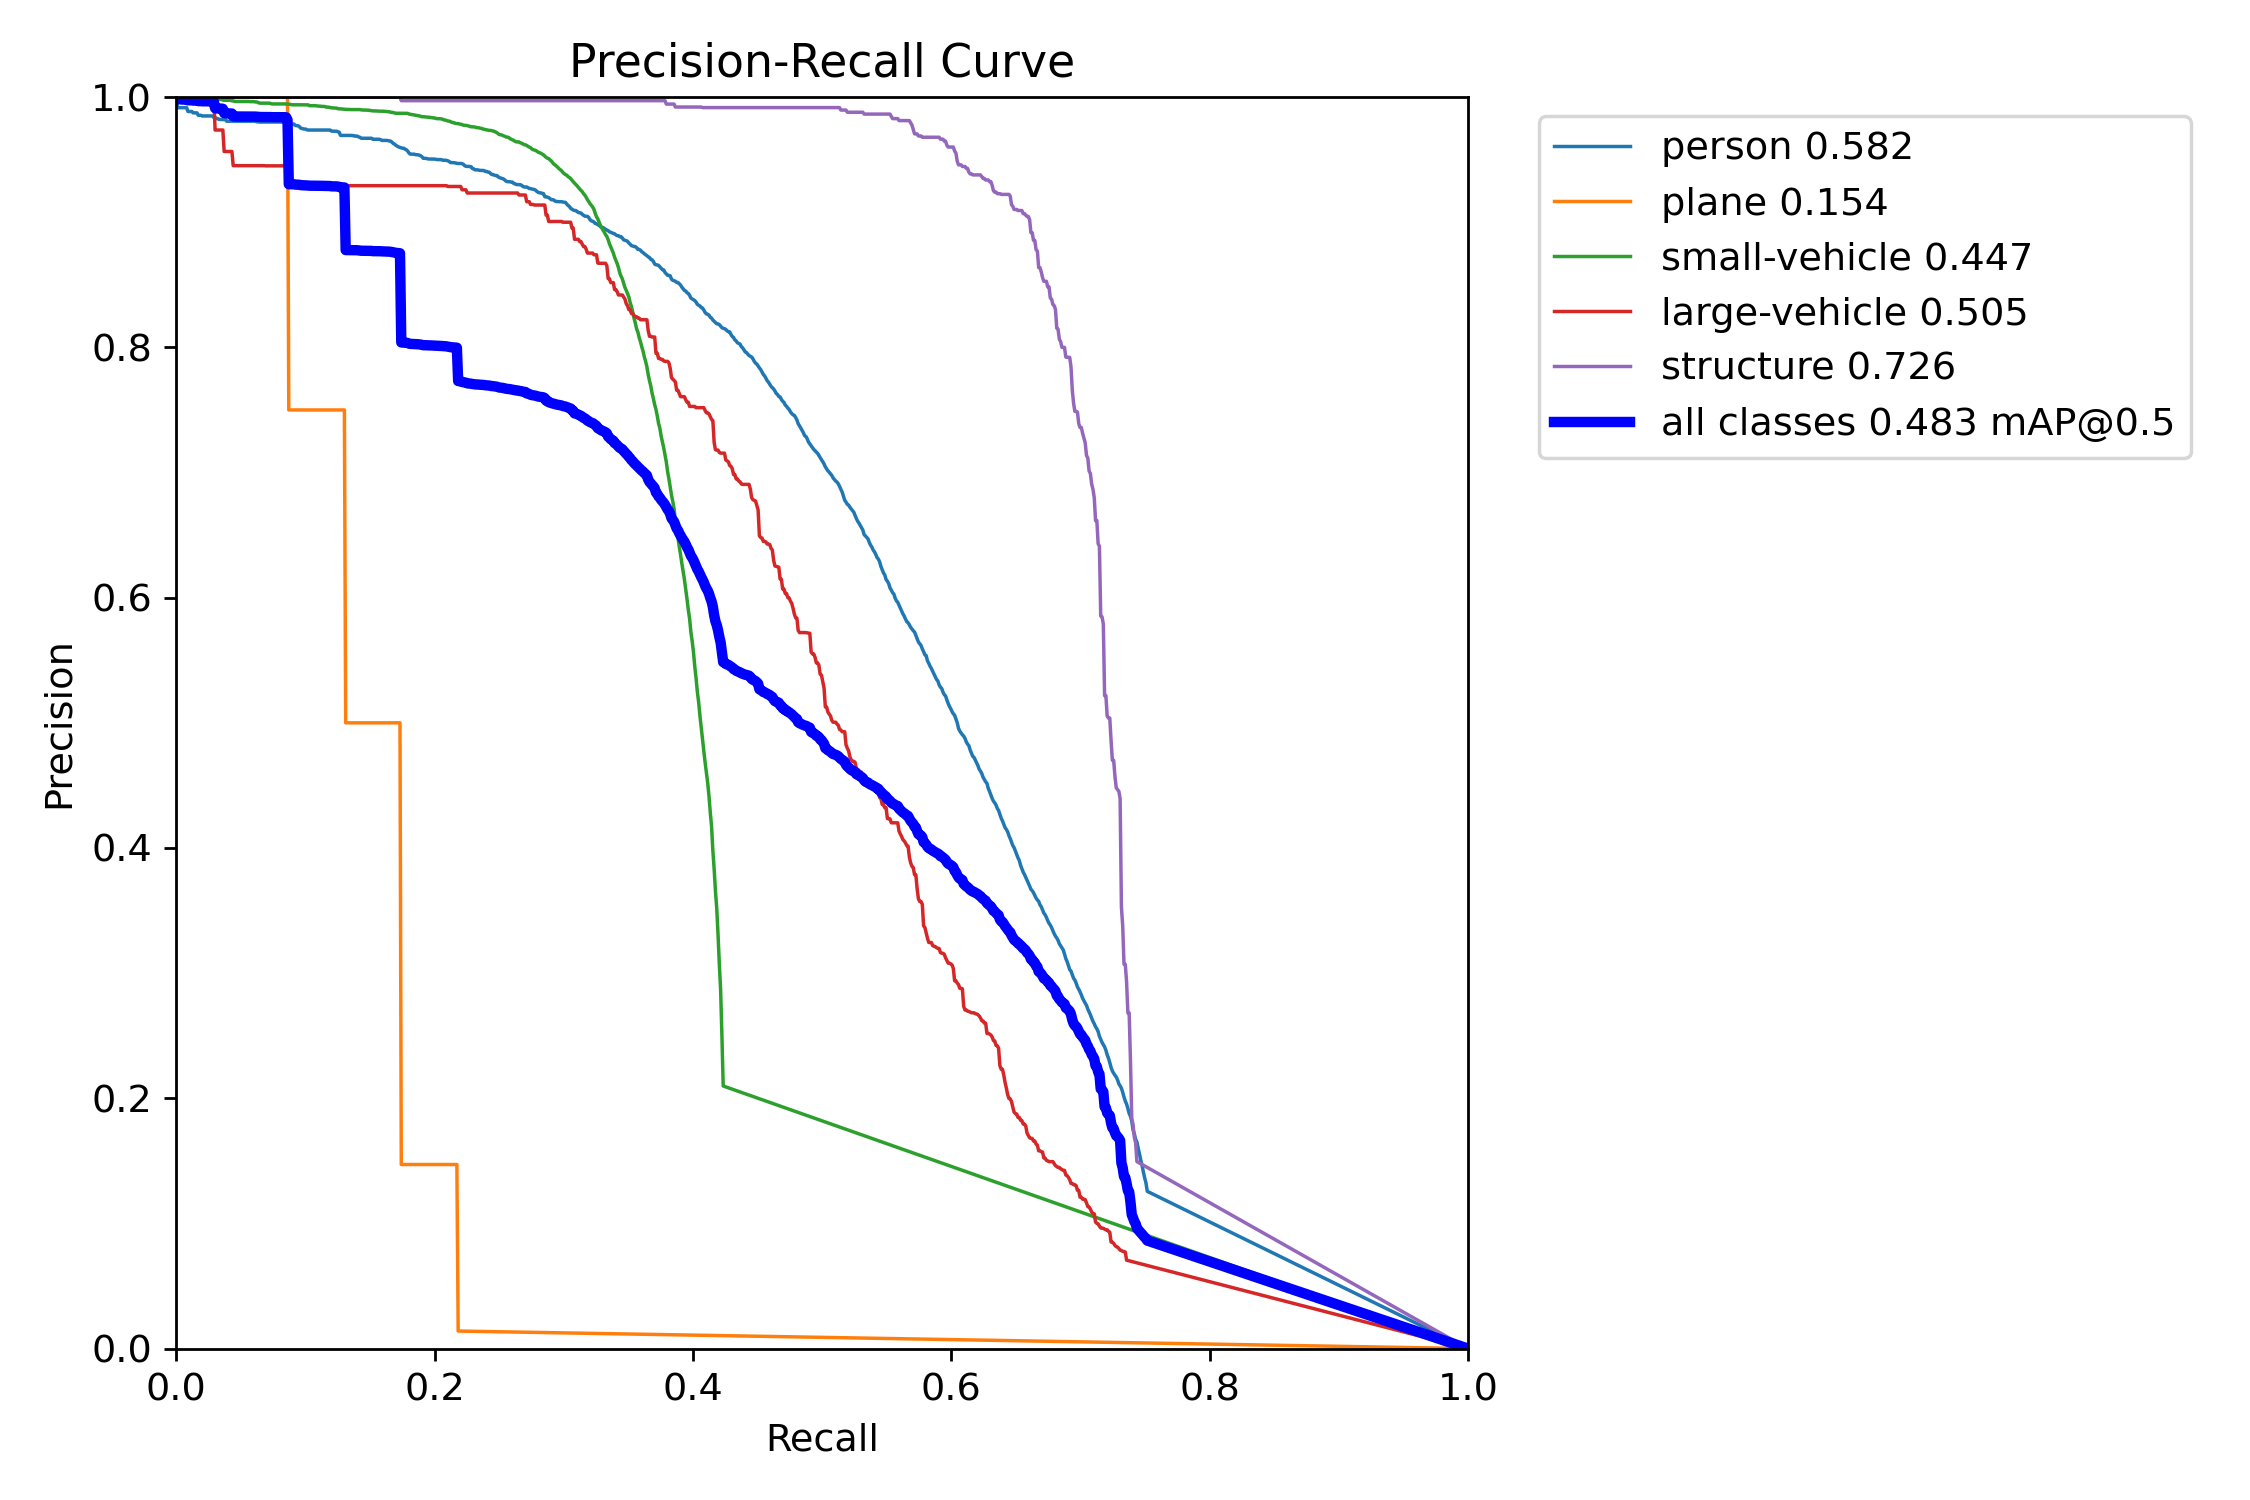 Precision-Recall Curve
1.0
0.8
0.6
0.4
0.2
0.0
Precision
0.0 0.2 0.4 0.6 0.8 1.0
Recall
person 0.582
plane 0.154
small-vehicle 0.447
large-vehicle 0.505
structure 0.726
all classes 0.483 mAP@0.5